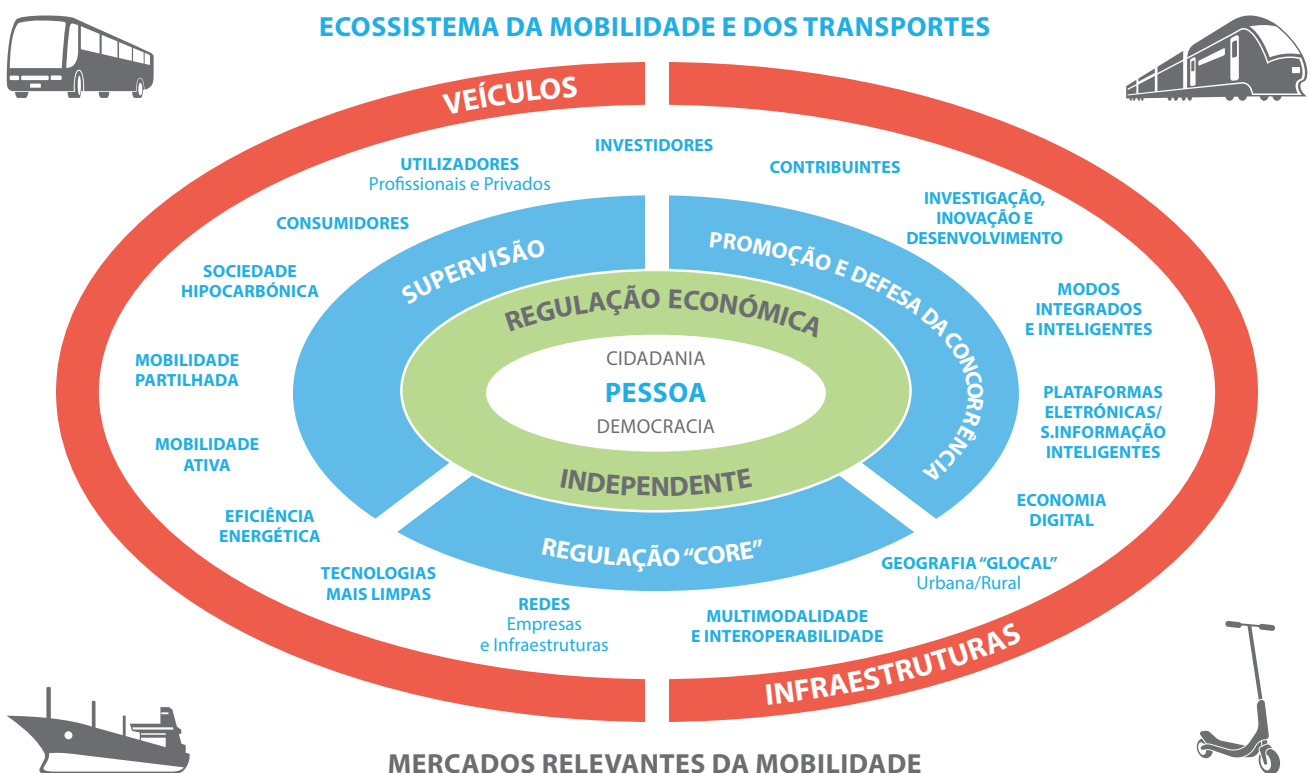 ECOSSISTEMA DA MOBILIDADE E DOS TRANSPORTES
VEÍCULOS
INVESTIDORES
UTILIZADORES
Profissionais e Privados
CONTRIBUINTES
CONSUMIDORES
INVESTIGAÇÃO,
INOVAÇÃO E
DESENVOLVIMENTO
SOCIEDADE
HIPOCARBÓNICA
SUPERVISÃO
PROMOÇÃO E DEFESA DA CONCORRÊNCIA
MODOS
INTEGRADOS
E INTELIGENTES
REGULAÇÃO ECONÓMICA
CIDADANIA
PESSOA
DEMOCRACIA
INDEPENDENTE
MOBILIDADE
PARTILHADA
PLATAFORMAS
ELETRÓNICAS/
S.INFORMAÇÃO
INTELIGENTES
MOBILIDADE
ATIVA
ECONOMIA
DIGITAL
EFICIÊNCIA
ENERGÉTICA
REGULAÇÃO “CORE”
GEOGRAFIA “GLOCAL”
Urbana/Rural
TECNOLOGIAS
MAIS LIMPAS
REDES
Empresas
e Infraestruturas
MULTIMODALIDADE
E INTEROPERABILIDADE
INFRAESTRUTURAS
MERCADOS RELEVANTES DA MOBILIDADE